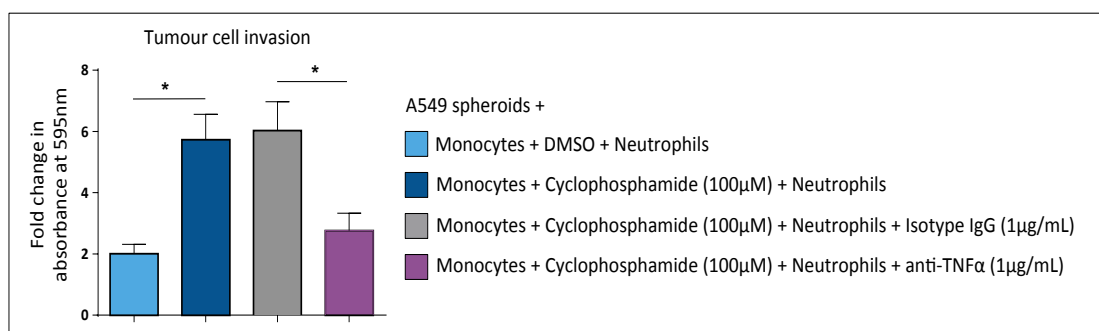 Tumour cell invasion
Fold change in
absorbance at 595nm
8
6
4
2
0
*
*
A549 spheroids +
Monocytes + DMSO + Neutrophils
Monocytes + Cyclophosphamide (100µM) + Neutrophils
Monocytes + Cyclophosphamide (100µM) + Neutrophils + Isotype IgG (1µg/mL)
Monocytes + Cyclophosphamide (100µM) + Neutrophils + anti-TNFα (1µg/mL)